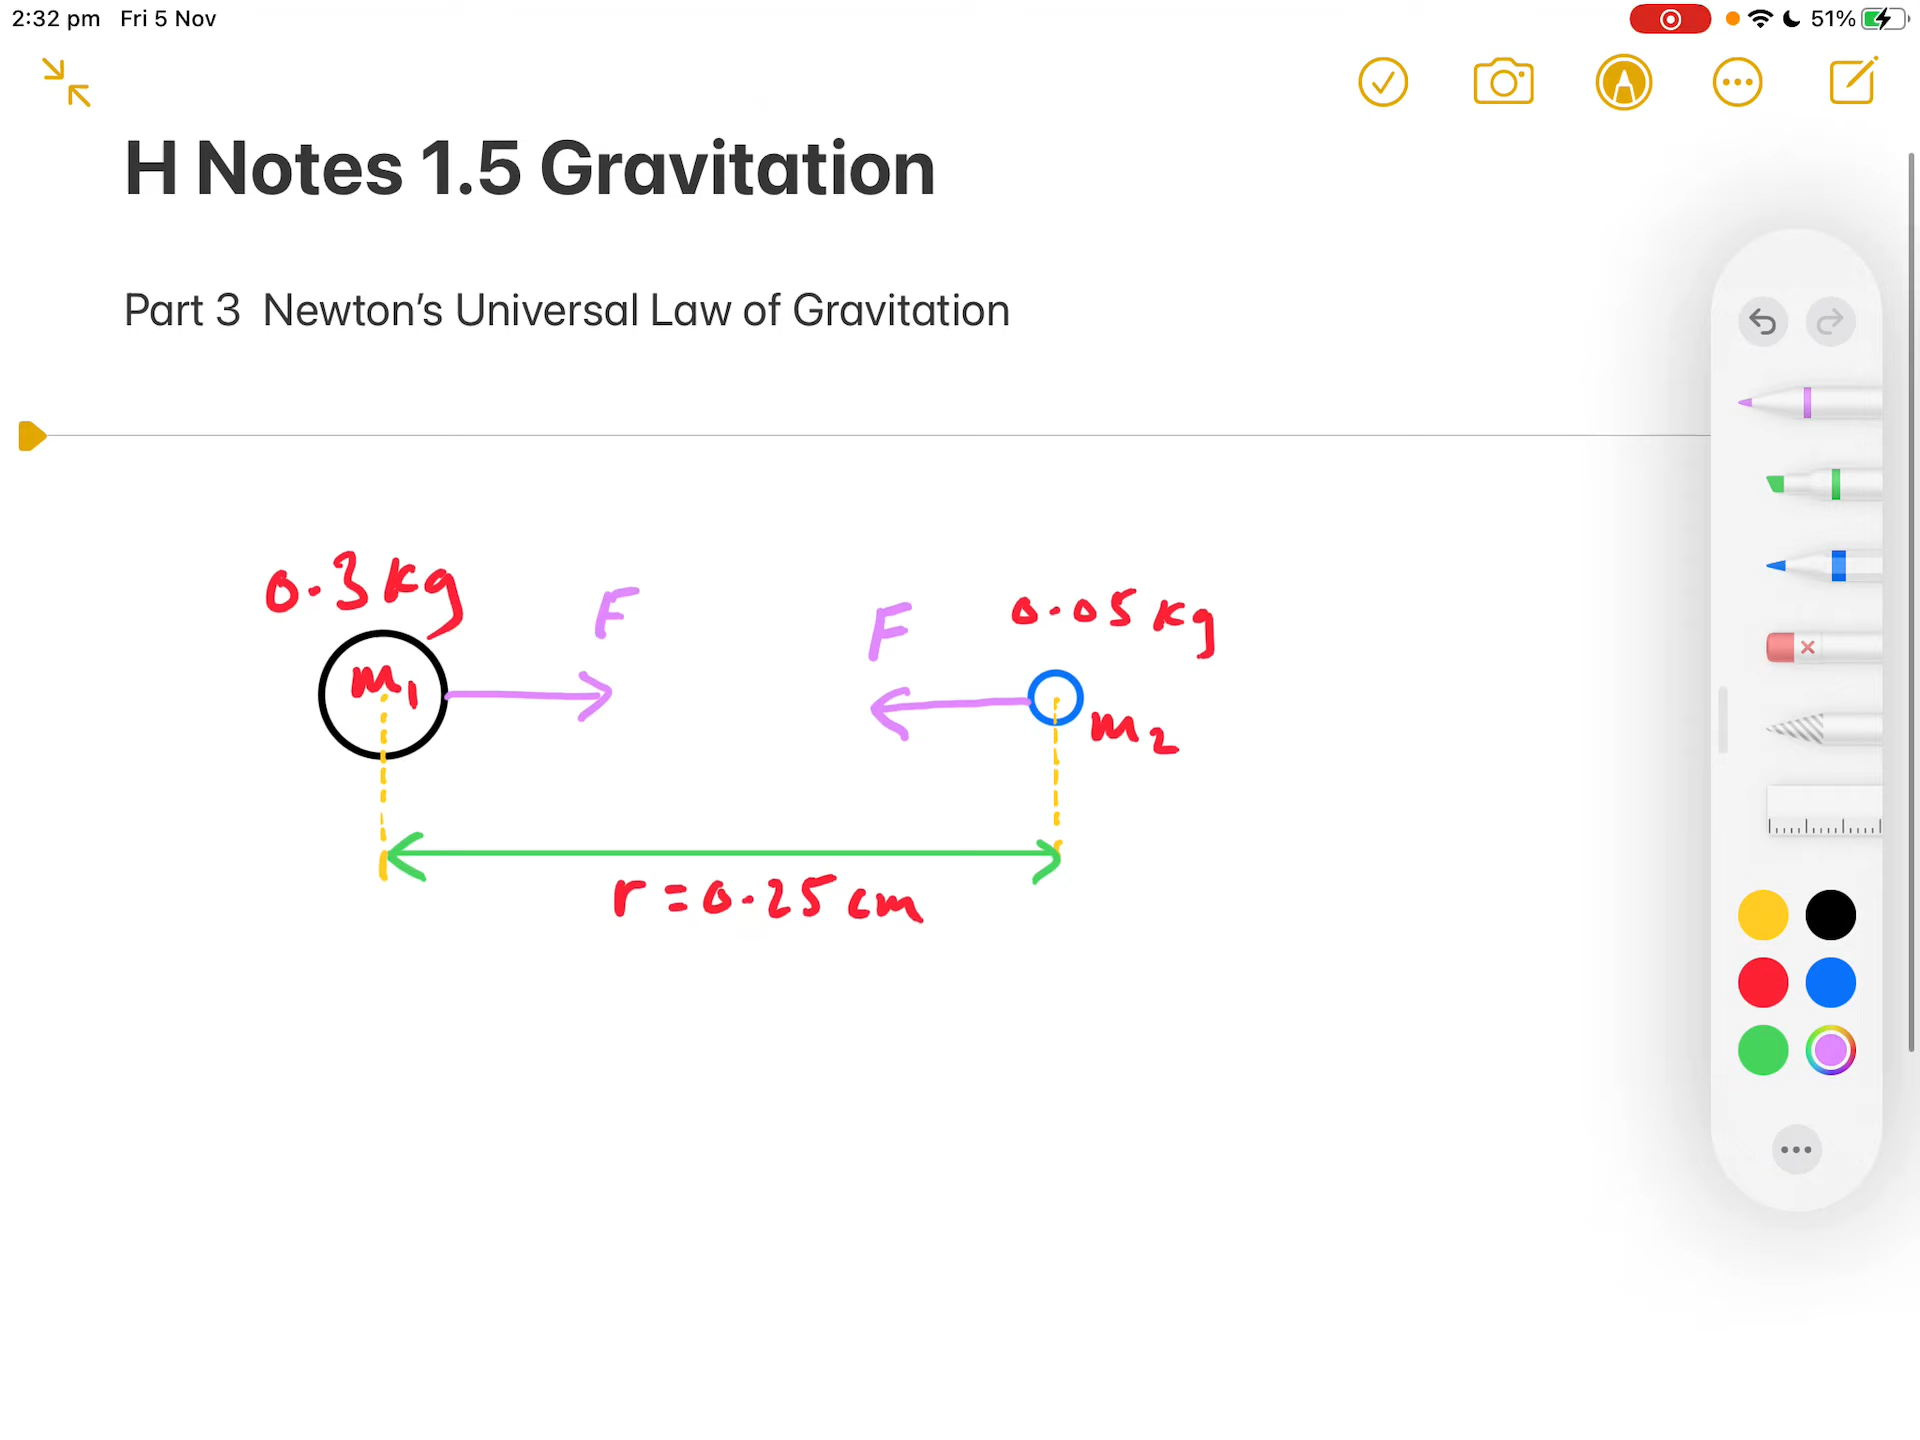 2:32 pm Fri 5 Nov 51%
H Notes 1.5 Gravitation
Part 3 Newton's Universal Law of Gravitation
0.3 kg
F
F
0.05 kg
m₁
m₂
r = 0.25 cm